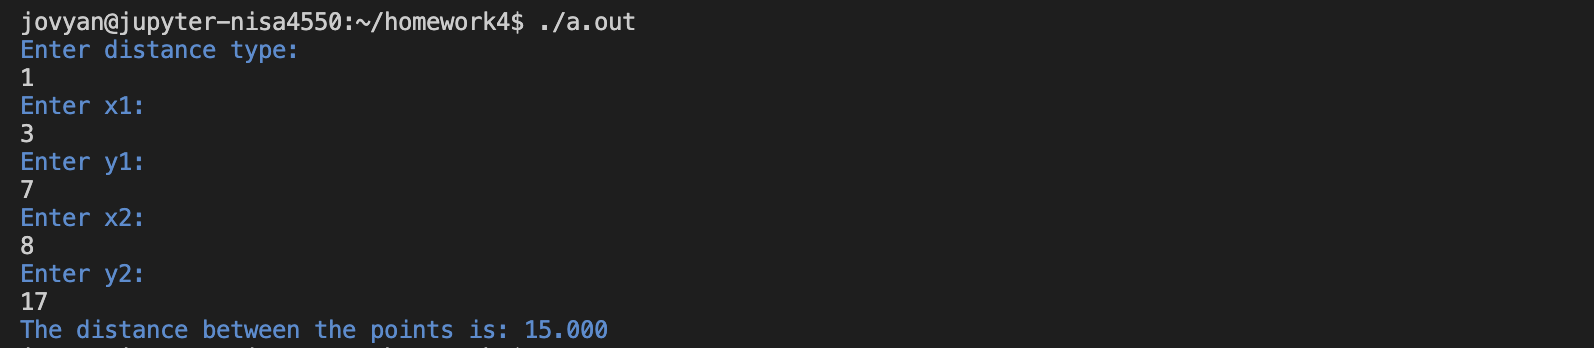 jovyan@jupyter-nisa4550:~/homework4$ ./a.out
Enter distance type:
1
Enter x1:
3
Enter y1:
7
Enter x2:
8
Enter y2:
17
The distance between the points is: 15.000